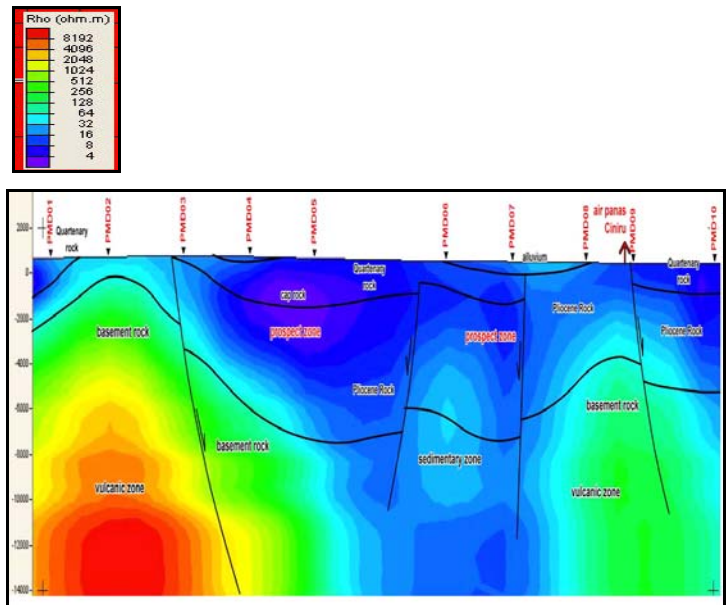 Rho (ohm.m)
8192
4096
2048
1024
512
256
128
64
32
16
8
4
PMD01
PMD02
PMD03
PMD04
PMD05
PMD06
PMD07
PMD08
air panas
Ciniru
PMD09
PMD10
2000
0
-2000
-4000
-6000
-8000
-10000
-12000
-14000
Quartenary
rock
alluvium
Quartenary
rock
Quartenary
rock
cap rock
prospect zone
prospect zone
Pliocene Rock
Pliocene Rock
basement rock
Pliocene Rock
basement rock
basement rock
sedimentary zone
vulcanic zone
vulcanic zone